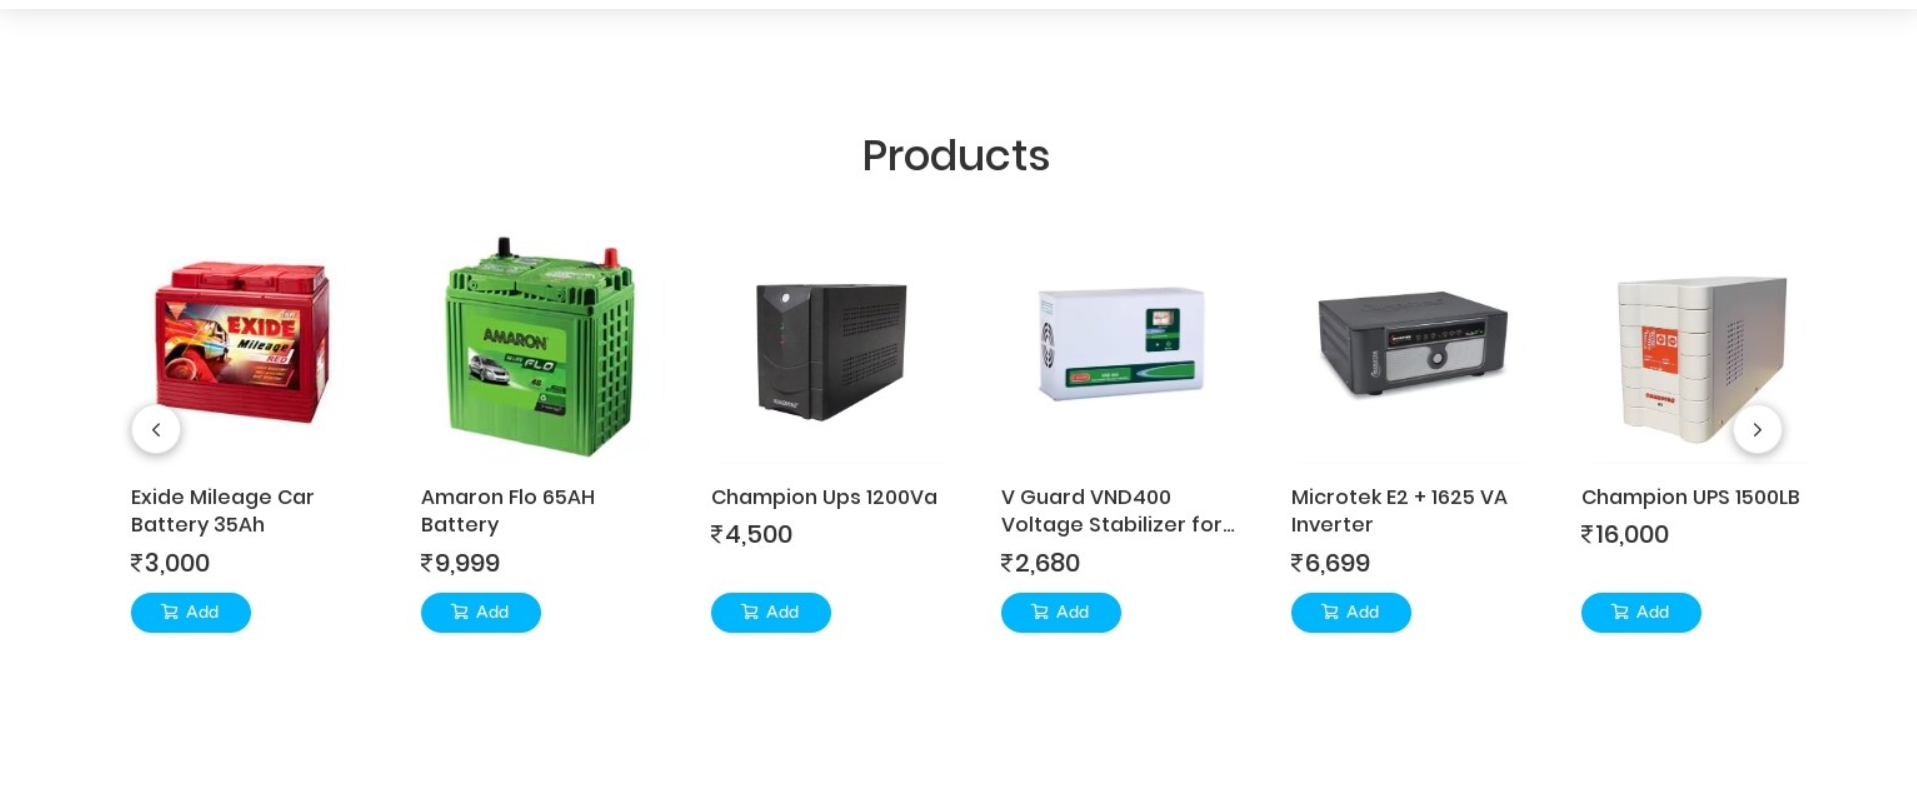 Products
EXIDE
Mileage
RED
AMARON
FLO
Exide Mileage Car
Battery 35Ah
₹3,000
Add
Amaron Flo 65AH
Battery
₹9,999
Add
Champion Ups 1200Va
₹4,500
Add
V Guard VND400
Voltage Stabilizer for...
₹2,680
Add
Microtek E2 + 1625 VA
Inverter
₹6,699
Add
Champion UPS 1500LB
₹16,000
Add